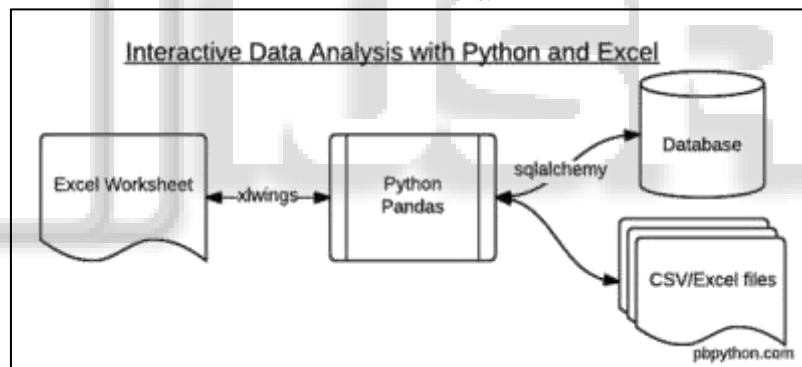 Interactive Data Analysis with Python and Excel
Excel Worksheet
xlwings
Python
Pandas
sqlalchemy
Database
CSV/Excel files
pbpython.com